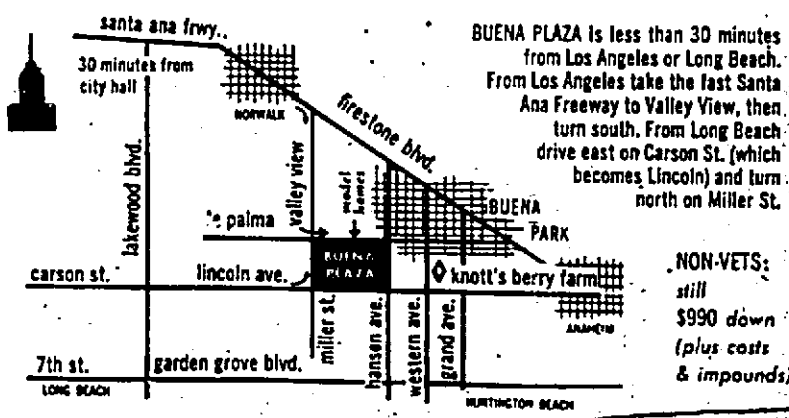 santa ana frwy..
30 minutes from
city hall
NORWALK
firestone blvd.
lakewood blvd.
valley view
model
homes
la palma
BUENA
PARK
BUENA
PLAZA
carson st.
lincoln ave.
knott's berry farm
ANAHEIM
miller st.
hansen ave.
western ave.
grand ave.
7th st.
garden grove blvd.
LONG BEACH
HUNTINGTON BEACH
BUENA PLAZA is less than 30 minutes
from Los Angeles or Long Beach.
From Los Angeles take the fast Santa
Ana Freeway to Valley View, then
turn south. From Long Beach
drive east on Carson St. (which
becomes Lincoln) and turn
north on Miller St.
NON-VETS:
still
$990 down
(plus costs
& impounds)